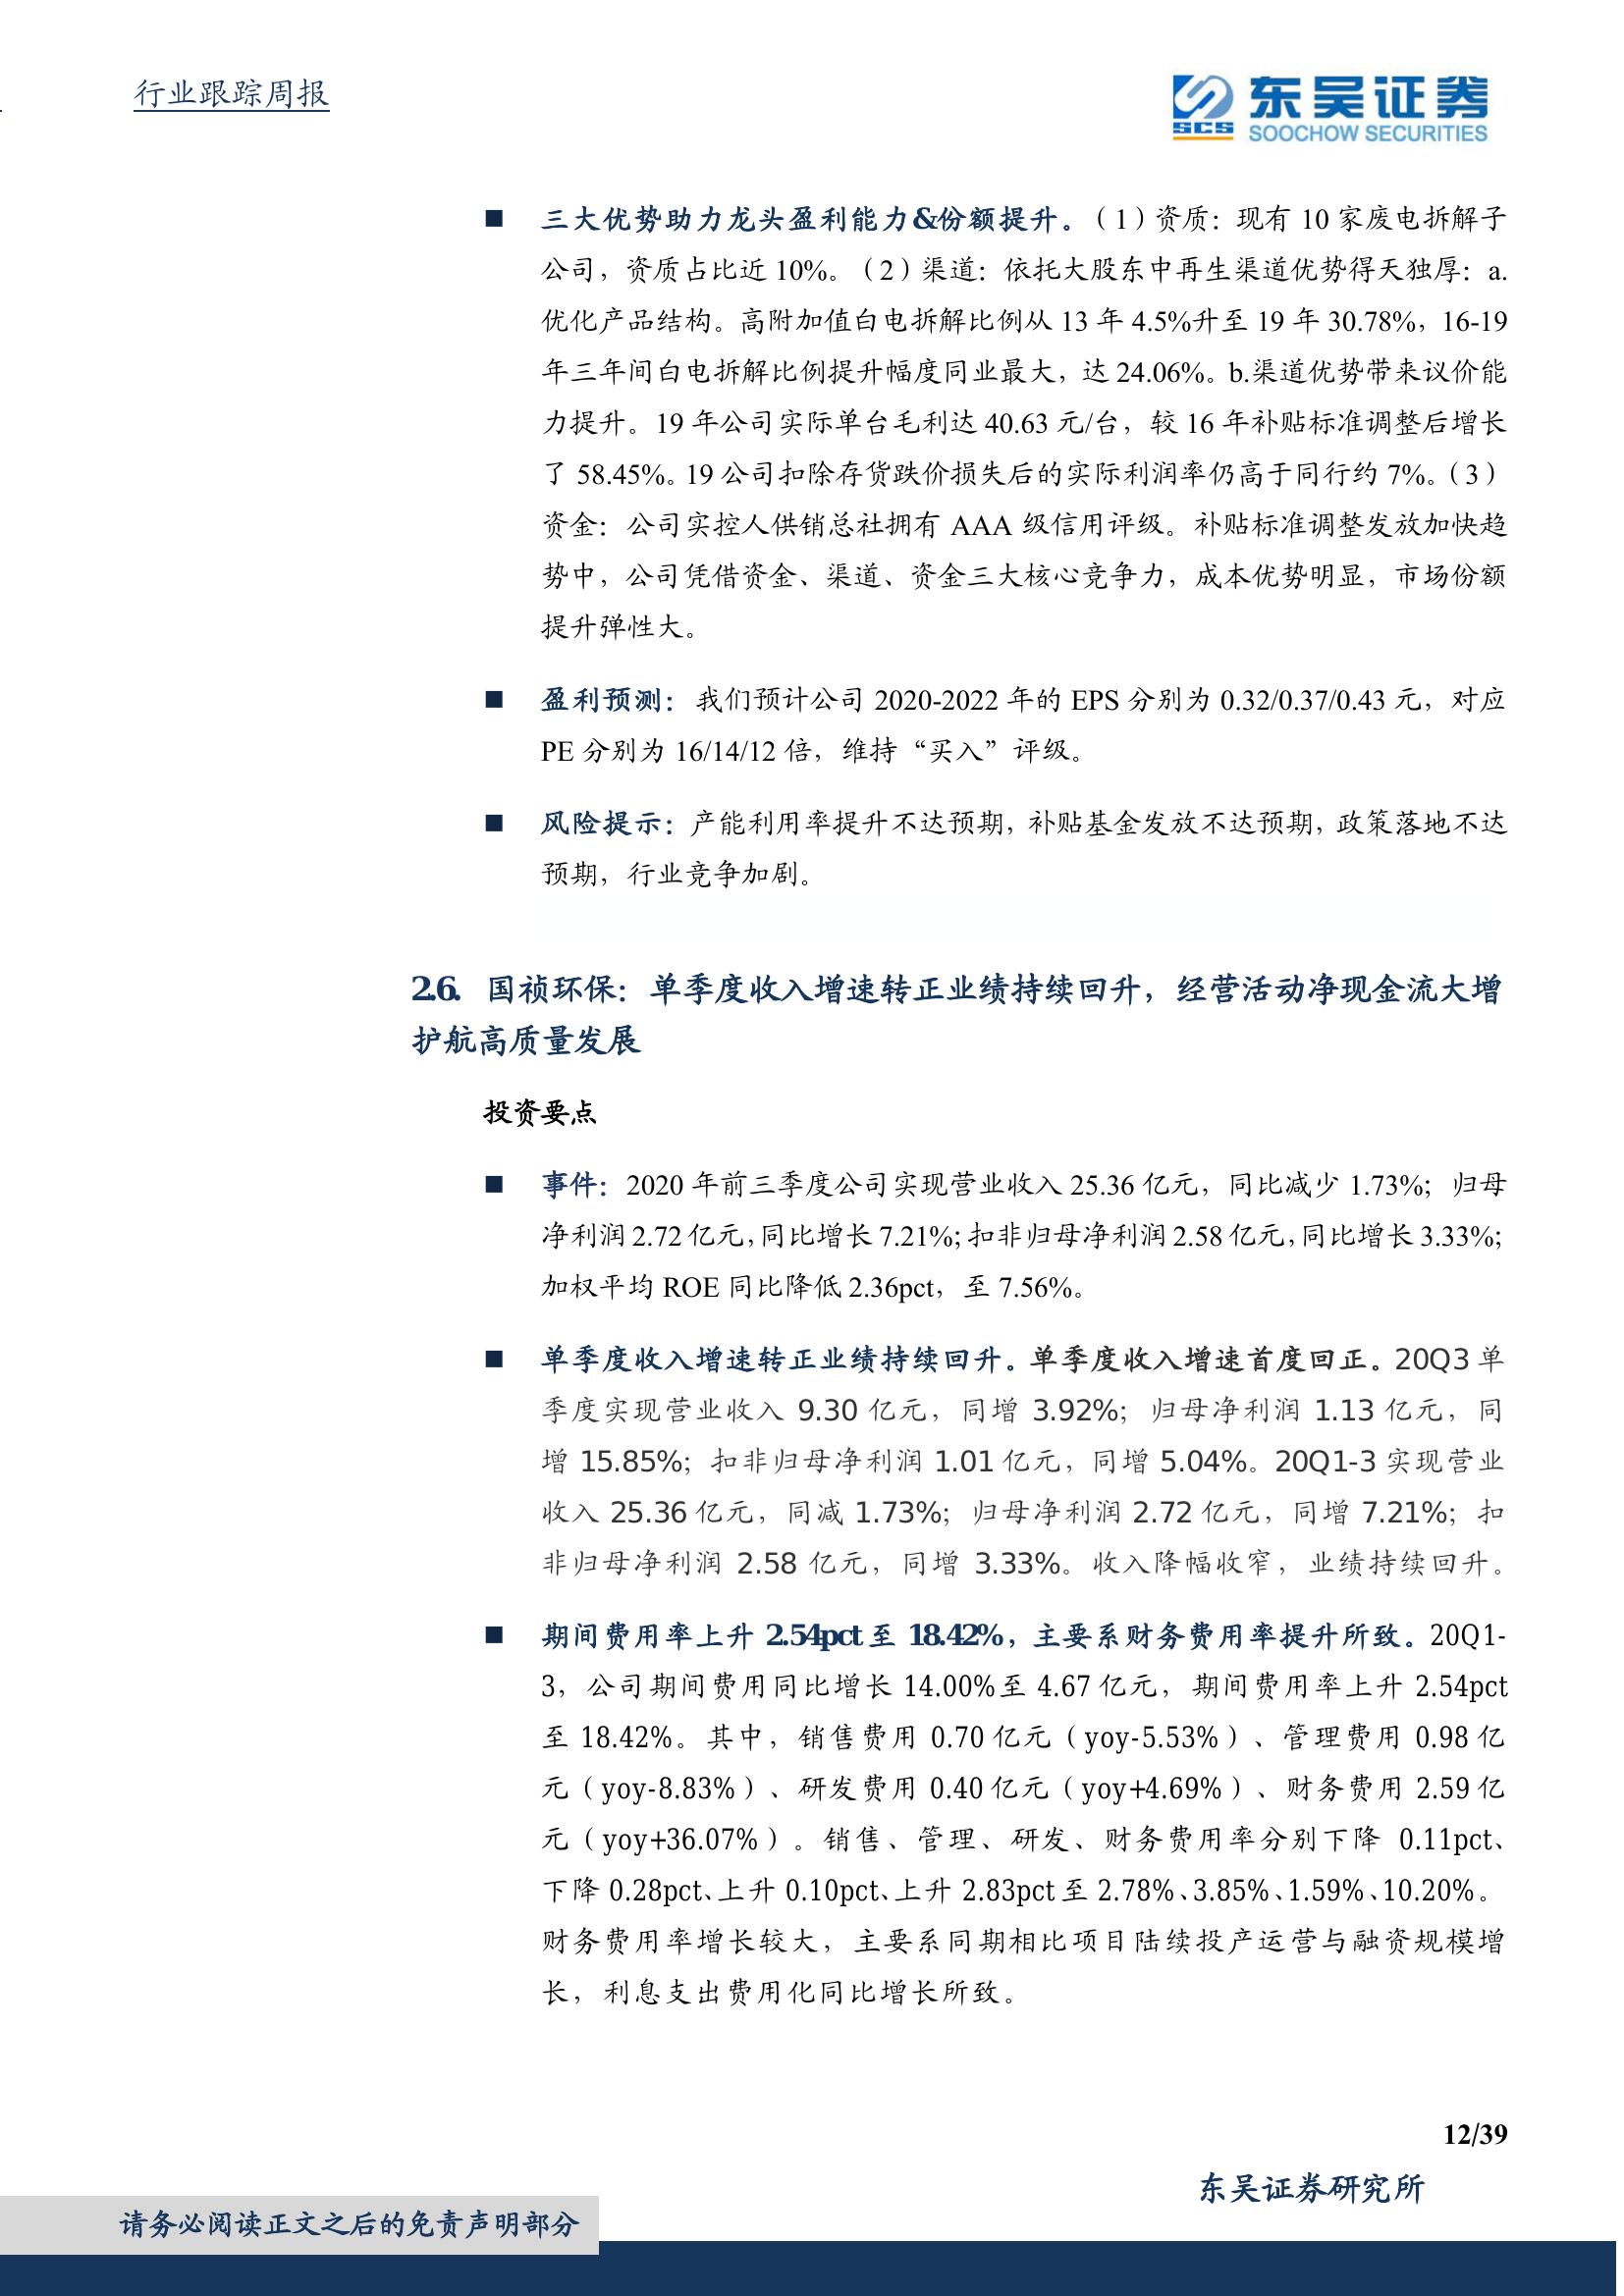 行业跟踪周报
SCS 东吴证券
SOOCHOW SECURITIES
■ 三大优势助力龙头盈利能力&份额提升。（1）资质：现有 10 家废电拆解子
公司，资质占比近 10%。（2）渠道：依托大股东中再生渠道优势得天独厚：a.
优化产品结构。高附加值白电拆解比例从 13 年 4.5%升至 19 年 30.78%，16-19
年三年间白电拆解比例提升幅度同业最大，达 24.06%。b.渠道优势带来议价能
力提升。19 年公司实际单台毛利达 40.63 元/台，较 16 年补贴标准调整后增长
了 58.45%。19 公司扣除存货跌价损失后的实际利润率仍高于同行约 7%。（3）
资金：公司实控人供销总社拥有 AAA 级信用评级。补贴标准调整发放加快趋
势中，公司凭借资金、渠道、资金三大核心竞争力，成本优势明显，市场份额
提升弹性大。
■ 盈利预测：我们预计公司 2020-2022 年的 EPS 分别为 0.32/0.37/0.43 元，对应
PE 分别为 16/14/12 倍，维持“买入”评级。
■ 风险提示：产能利用率提升不达预期，补贴基金发放不达预期，政策落地不达
预期，行业竞争加剧。
2.6. 国祯环保：单季度收入增速转正业绩持续回升，经营活动净现金流大增
护航高质量发展
投资要点
■ 事件：2020 年前三季度公司实现营业收入 25.36 亿元，同比减少 1.73%；归母
净利润 2.72 亿元，同比增长 7.21%；扣非归母净利润 2.58 亿元，同比增长 3.33%；
加权平均 ROE 同比降低 2.36pct，至 7.56%。
■ 单季度收入增速转正业绩持续回升。单季度收入增速首度回正。20Q3 单
季度实现营业收入 9.30 亿元，同增 3.92%；归母净利润 1.13 亿元，同
增 15.85%；扣非归母净利润 1.01 亿元，同增 5.04%。20Q1-3 实现营业
收入 25.36 亿元，同减 1.73%；归母净利润 2.72 亿元，同增 7.21%；扣
非归母净利润 2.58 亿元，同增 3.33%。收入降幅收窄，业绩持续回升。
■ 期间费用率上升 2.54pct 至 18.42%，主要系财务费用率提升所致。20Q1-
3，公司期间费用同比增长 14.00%至 4.67 亿元，期间费用率上升 2.54pct
至 18.42%。其中，销售费用 0.70 亿元（yoy-5.53%）、管理费用 0.98 亿
元（yoy-8.83%）、研发费用 0.40 亿元（yoy+4.69%）、财务费用 2.59 亿
元（yoy+36.07%）。销售、管理、研发、财务费用率分别下降 0.11pct、
下降 0.28pct、上升 0.10pct、上升 2.83pct 至 2.78%、3.85%、1.59%、10.20%。
财务费用率增长较大，主要系同期相比项目陆续投产运营与融资规模增
长，利息支出费用化同比增长所致。
12/39
东吴证券研究所
请务必阅读正文之后的免责声明部分